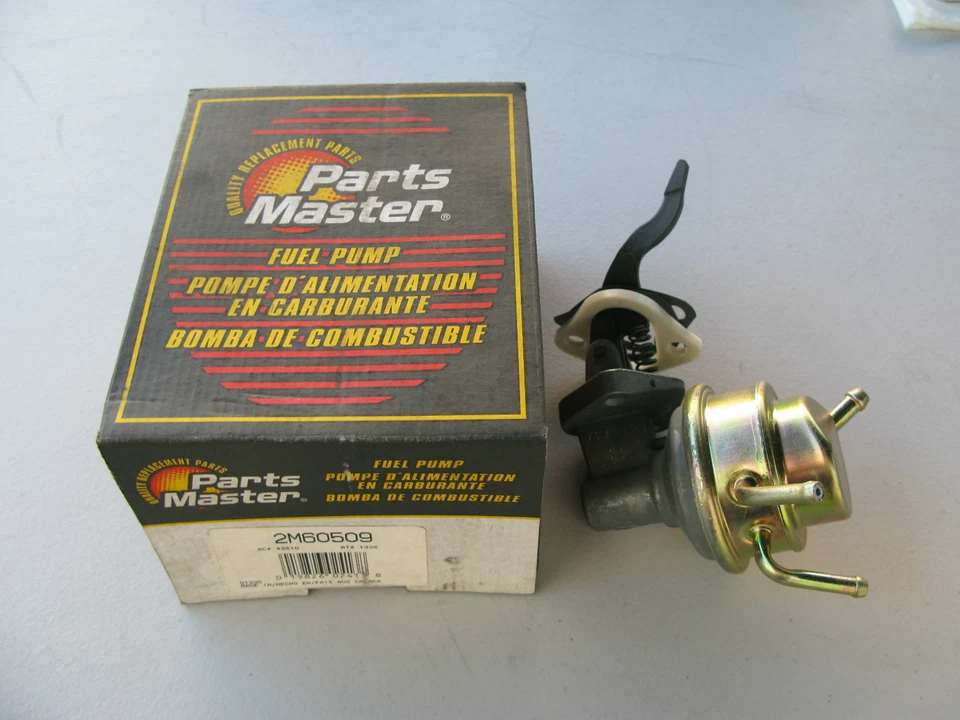 QUALITY REPLACEMENT PARTS
Parts
Master®
FUEL PUMP
POMPE D'ALIMENTATION
EN CARBURANTE
BOMBA DE COMBUSTIBLE
QUALITY REPLACEMENT PARTS
Parts
Master®
FUEL PUMP
POMPE D'ALIMENTATION
EN CARBURANTE
BOMBA DE COMBUSTIBLE
2M60509